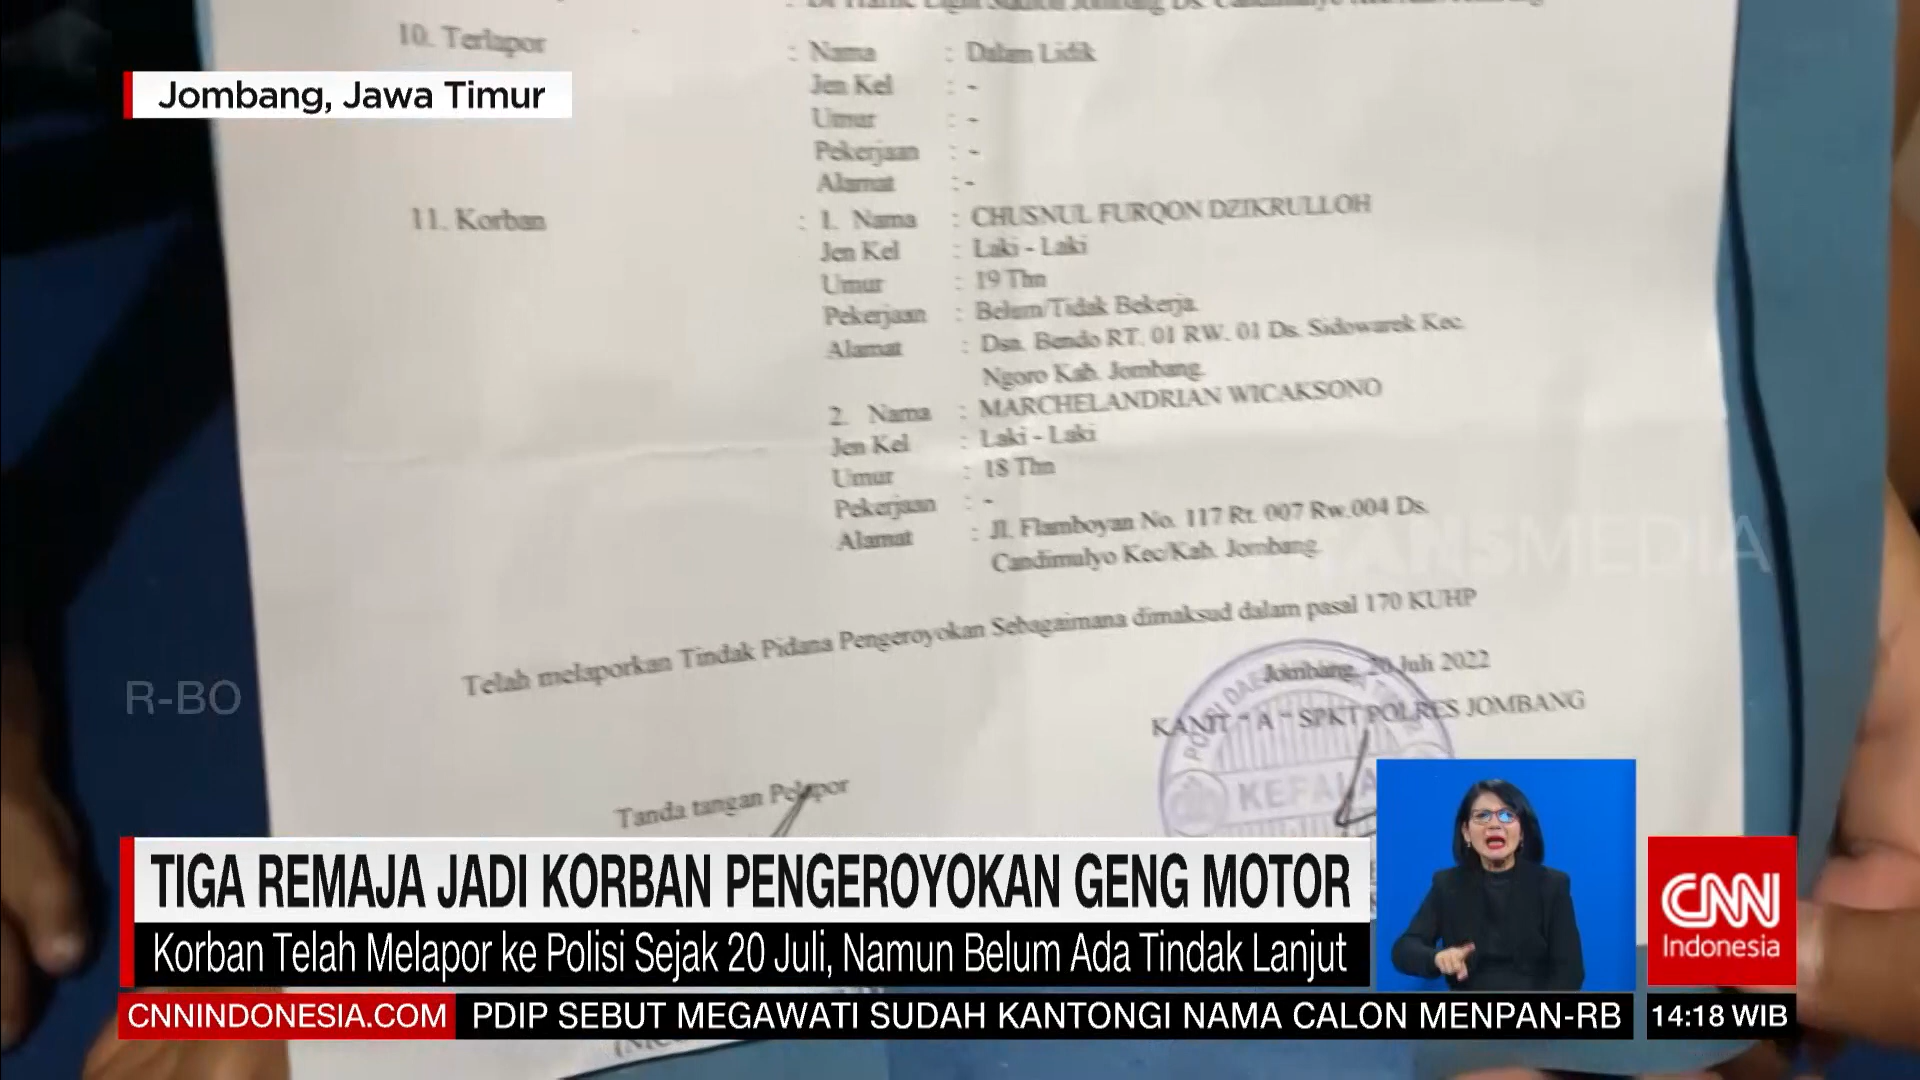 10. Terlapor : Nama : Dalam Lidik
Jombang, Jawa Timur
Jen Kel : -
Umur : -
Pekerjaan : -
Alamat : -
11. Korban : 1. Nama : CHUSNUL FURQON DZIKRULLOH
Jen Kel : Laki - Laki
Umur : 19 Thn
Pekerjaan : Belum/Tidak Bekerja
Alamat : Dsn. Bendo RT. 01 RW. 01 Ds. Sidowarek Kec.
Ngoro Kab. Jombang.
2. Nama : MARCHELANDRIAN WICAKSONO
Jen Kel : Laki - Laki
Umur : 18 Thn
Pekerjaan : -
Alamat : Jl. Flamboyan No. 117 Rt. 007 Rw.004 Ds.
Candimulyo Kec/Kab. Jombang.
TRANSMEDIA
Telah melaporkan Tindak Pidana Pengeroyokan Sebagaimana dimaksud dalam pasal 170 KUHP
R-BO
Jombang, 20 Juli 2022
KANIT " A " SPKT POLRES JOMBANG
KEPALA
Tanda tangan Pelapor
TIGA REMAJA JADI KORBAN PENGEROYOKAN GENG MOTOR
Korban Telah Melapor ke Polisi Sejak 20 Juli, Namun Belum Ada Tindak Lanjut
CNN
Indonesia
CNNINDONESIA.COM PDIP SEBUT MEGAWATI SUDAH KANTONGI NAMA CALON MENPAN-RB 14:18 WIB